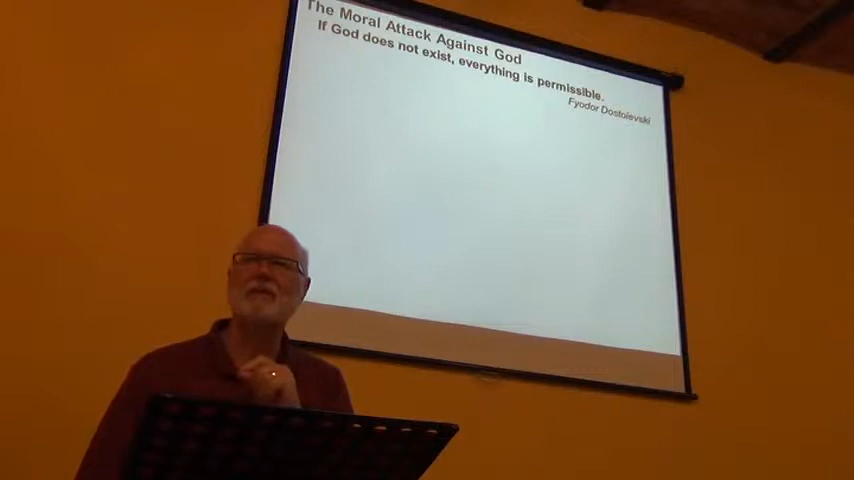 The Moral Attack Against God
If God does not exist, everything is permissible.
Fyodor Dostoievski